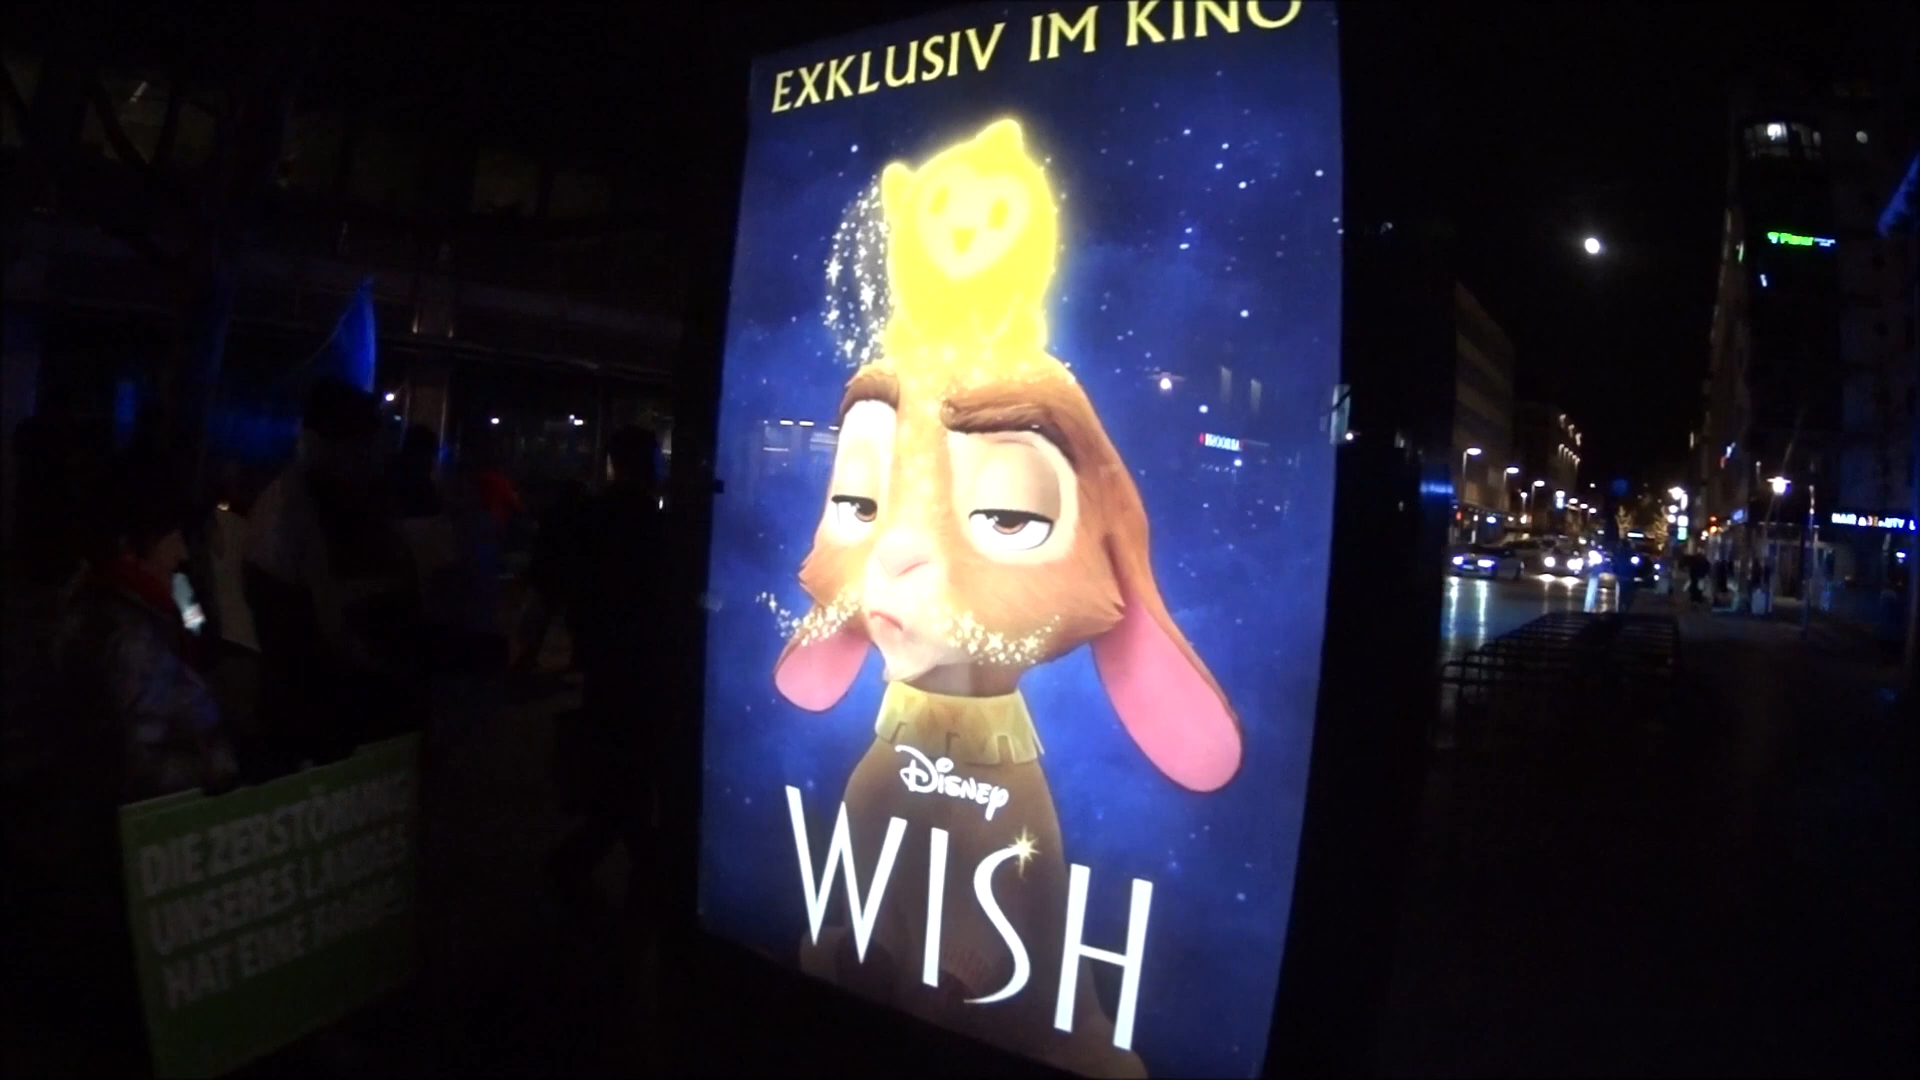 EXKLUSIV IM KINO
Disney
WISH
DIE ZERSTÖRUNG
UNSERES LANDES
HAT EINE